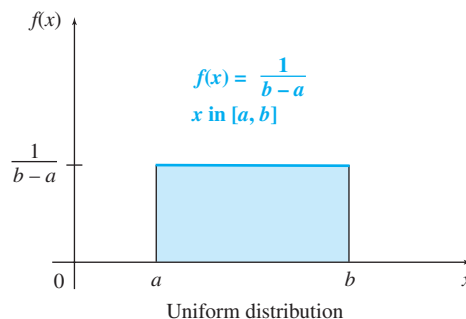 f(x)
f(x) = 1/(b – a)
x in [a, b]
1/(b – a)
0 a b x
Uniform distribution